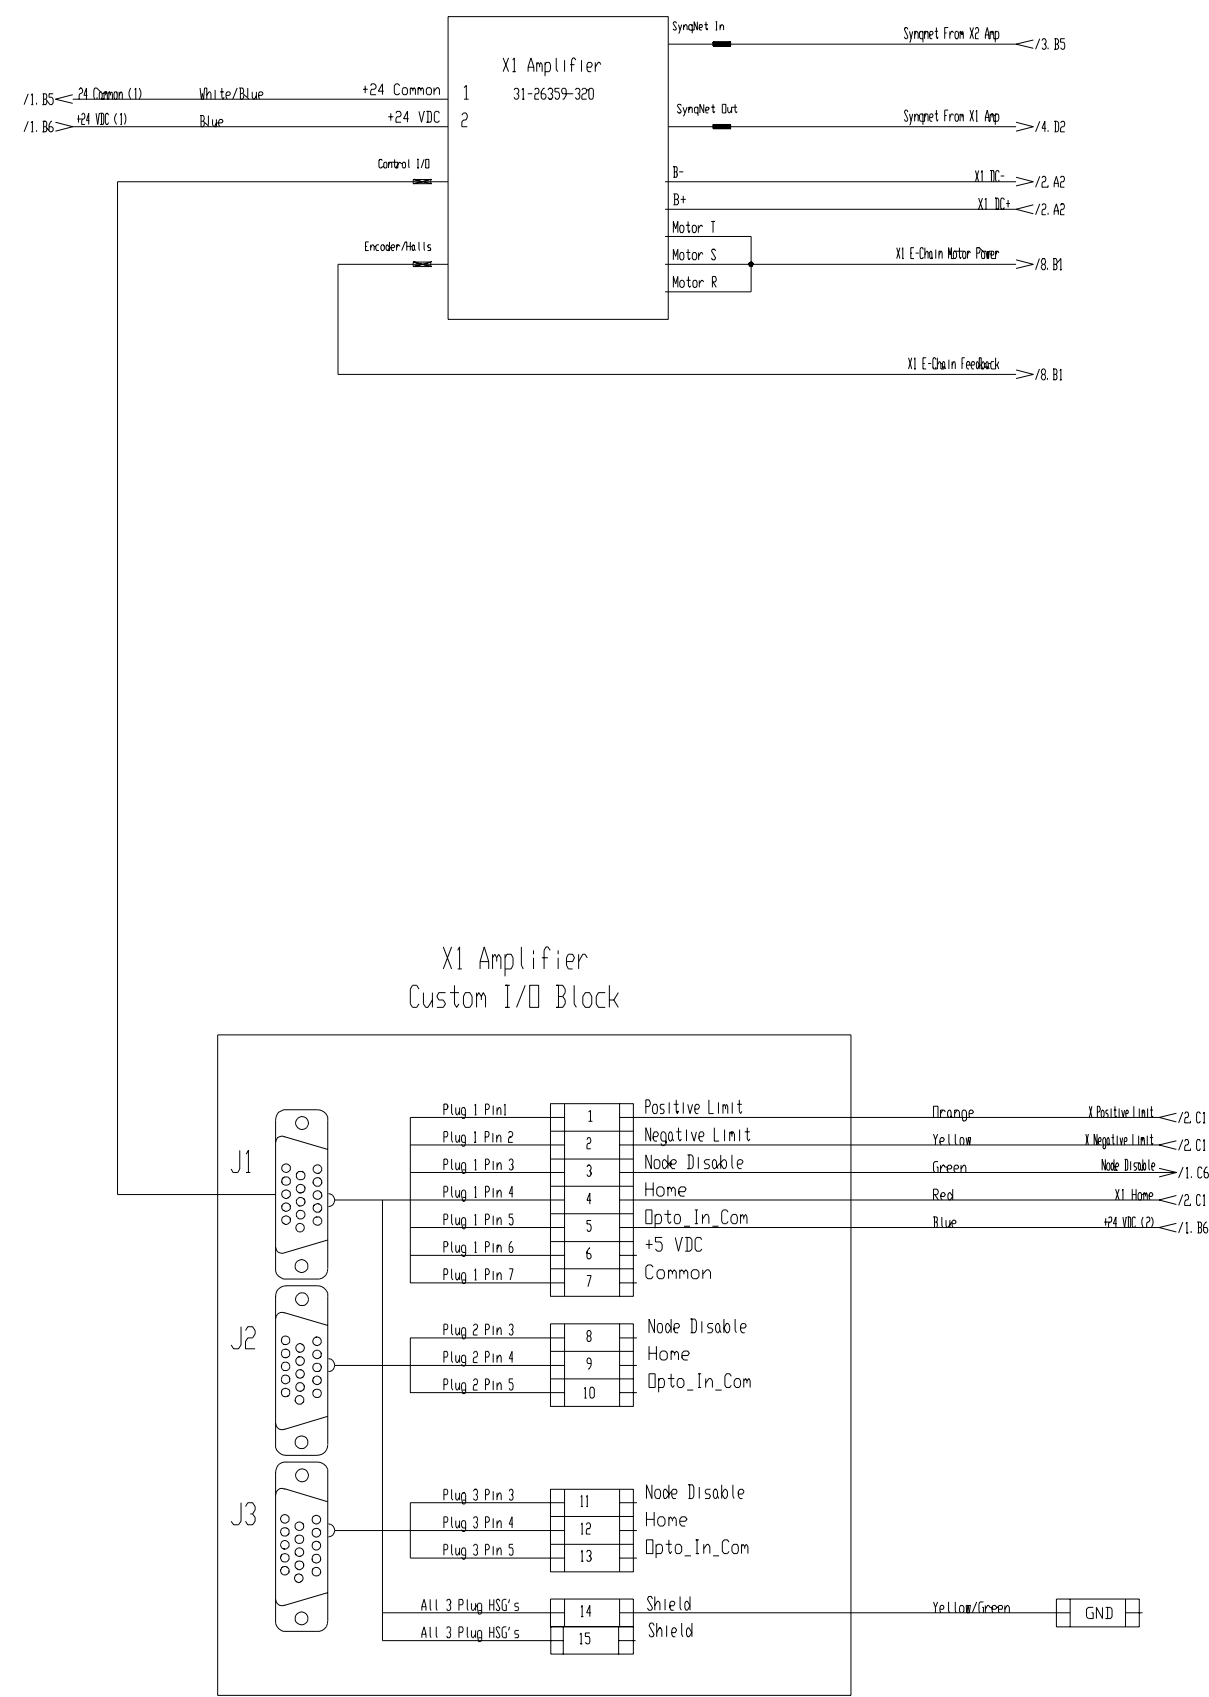 SynqNet In
Synqnet From X2 Amp
/3. B5
X1 Amplifier
31-26359-320
/1. B5
24 Common (1)
White/Blue
+24 Common
1
/1. B6
+24 VDC (1)
Blue
+24 VDC
2
SynqNet Out
Synqnet From X1 Amp
/4. D2
Control I/O
B-
X1 DC-
/2. A2
B+
X1 DC+
/2. A2
Motor T
Encoder/Halls
Motor S
X1 E-Chain Motor Power
/8. B1
Motor R
X1 E-Chain Feedback
/8. B1
X1 Amplifier
Custom I/O Block
J1
Plug 1 Pin1
1
Positive Limit
Orange
X Positive limit
/2. C1
Plug 1 Pin 2
2
Negative Limit
Yellow
X Negative limit
/2. C1
Plug 1 Pin 3
3
Node Disable
Green
Node Disable
/1. C6
Plug 1 Pin 4
4
Home
Red
X1 Home
/2. C1
Plug 1 Pin 5
5
Opto_In_Com
Blue
+24 VDC (2)
/1. B6
Plug 1 Pin 6
6
+5 VDC
Plug 1 Pin 7
7
Common
J2
Plug 2 Pin 3
8
Node Disable
Plug 2 Pin 4
9
Home
Plug 2 Pin 5
10
Opto_In_Com
J3
Plug 3 Pin 3
11
Node Disable
Plug 3 Pin 4
12
Home
Plug 3 Pin 5
13
Opto_In_Com
All 3 Plug HSG's
14
Shield
Yellow/Green
GND
All 3 Plug HSG's
15
Shield